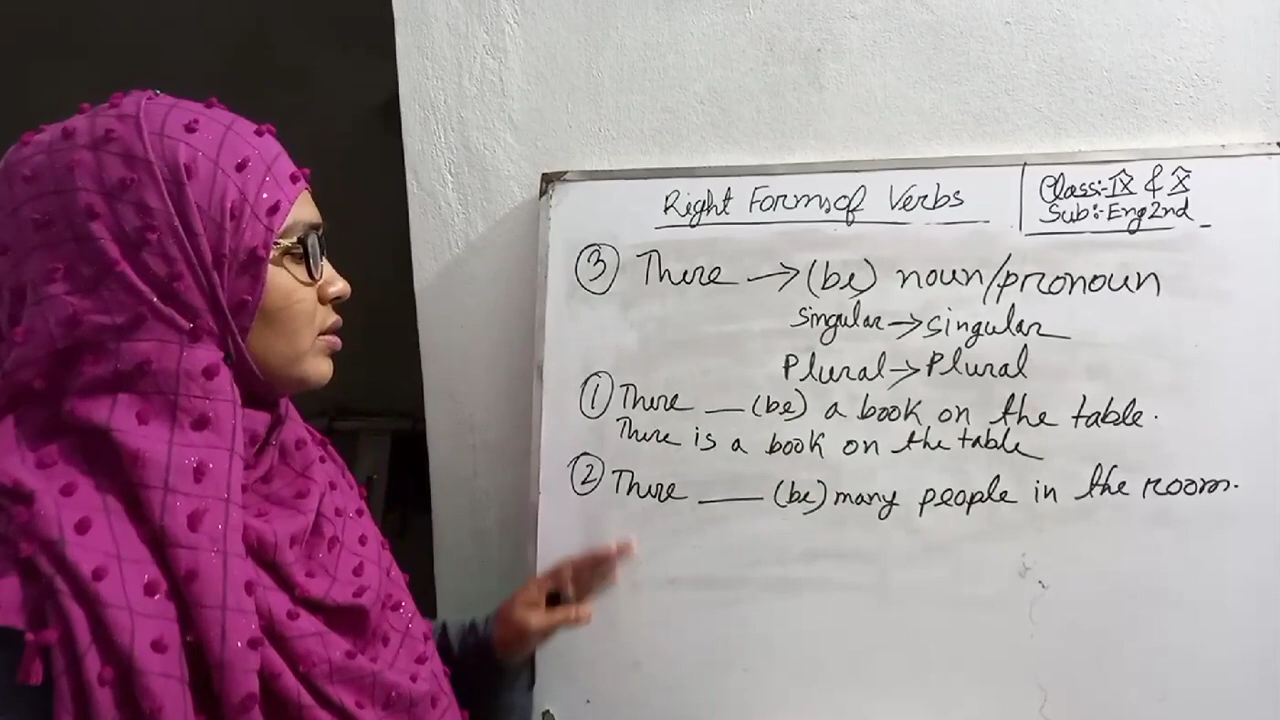 Right Forms of Verbs
Class:- IX & X
Sub:- Eng 2nd
③ There → (be) noun/pronoun
Singular → singular
Plural → Plural
① There __ (be) a book on the table.
There is a book on the table
② There ___ (be) many people in the room.